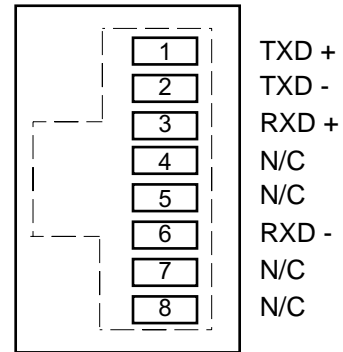 1 TXD +
2 TXD -
3 RXD +
4 N/C
5 N/C
6 RXD -
7 N/C
8 N/C